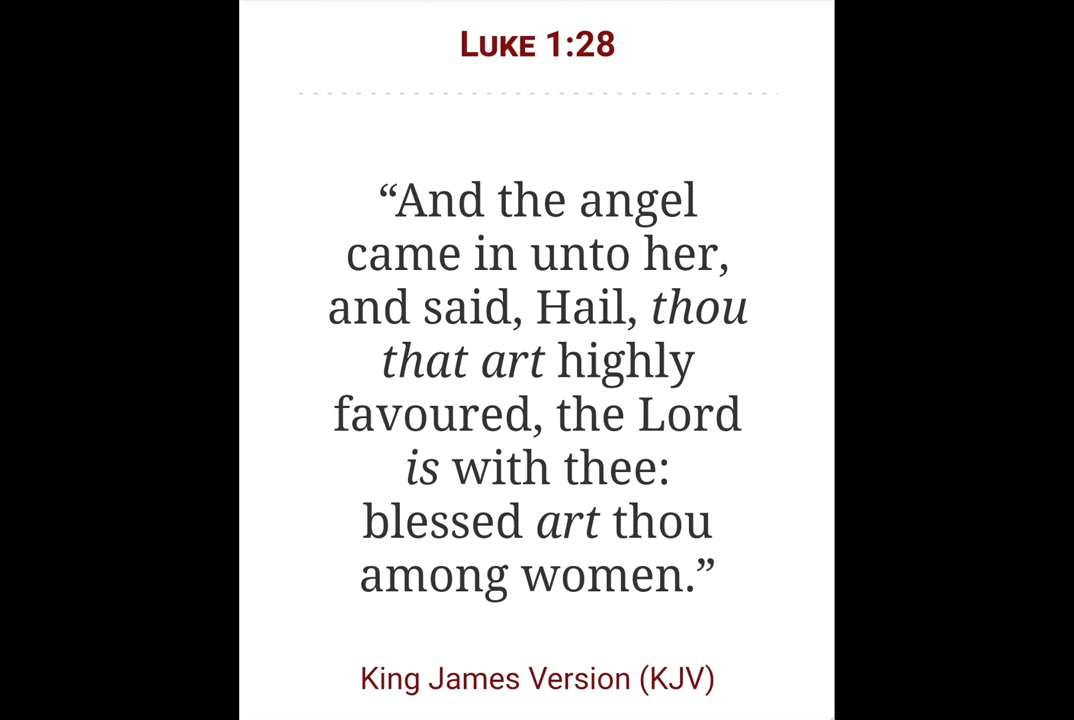 LUKE 1:28
“And the angel
came in unto her,
and said, Hail, thou
that art highly
favoured, the Lord
is with thee:
blessed art thou
among women.”
King James Version (KJV)